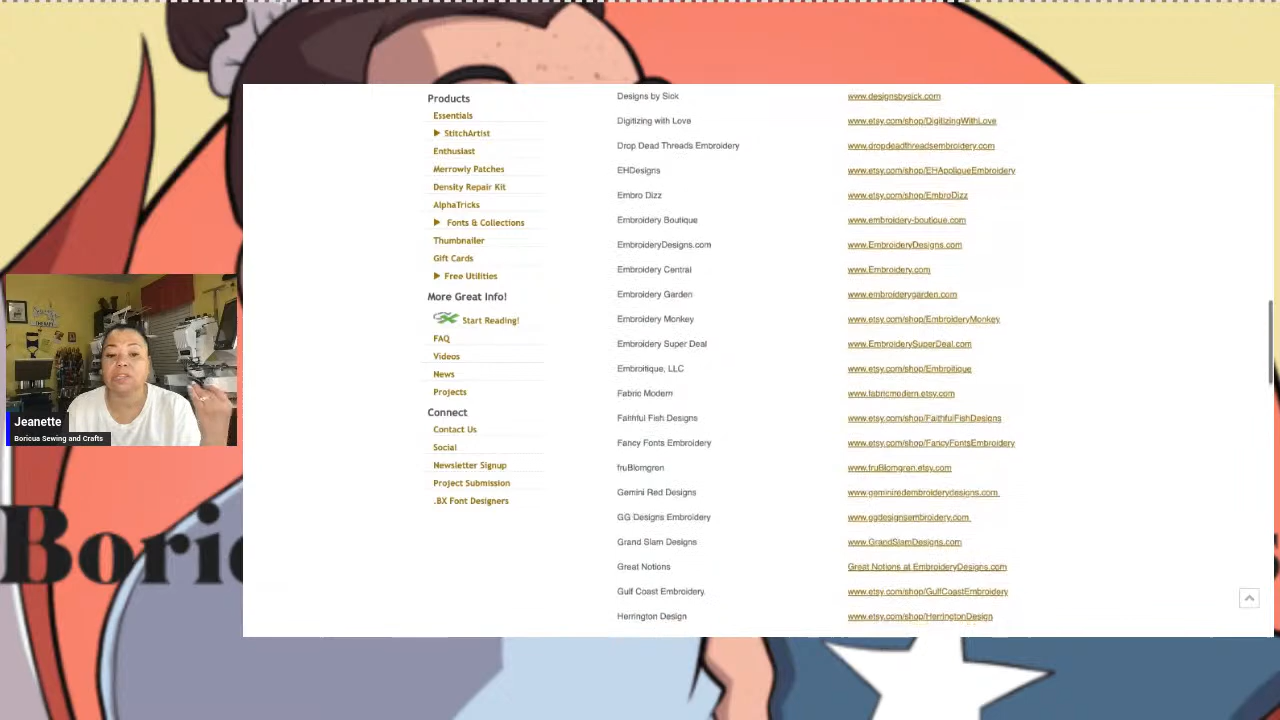 Products
Essentials
StitchArtist
Enthusiast
Merrowly Patches
Density Repair Kit
AlphaTricks
Fonts & Collections
Thumbnailer
Gift Cards
Free Utilities
More Great Info!
Start Reading!
FAQ
Videos
News
Projects
Connect
Contact Us
Social
Newsletter Signup
Project Submission
.BX Font Designers
Designs by Sick www.designsbysick.com
Digitizing with Love www.etsy.com/shop/DigitizingWithLove
Drop Dead Threads Embroidery www.dropdeadthreadsembroidery.com
EHDesigns www.etsy.com/shop/EHAppliqueEmbroidery
Embro Dizz www.etsy.com/shop/EmbroDizz
Embroidery Boutique www.embroidery-boutique.com
EmbroideryDesigns.com www.EmbroideryDesigns.com
Embroidery Central www.Embroidery.com
Embroidery Garden www.embroiderygarden.com
Embroidery Monkey www.etsy.com/shop/EmbroideryMonkey
Embroidery Super Deal www.EmbroiderySuperDeal.com
Embroitique, LLC www.etsy.com/shop/Embroitique
Fabric Modern www.fabricmodern.etsy.com
Faithful Fish Designs www.etsy.com/shop/FaithfulFishDesigns
Fancy Fonts Embroidery www.etsy.com/shop/FancyFontsEmbroidery
fruBlomgren www.fruBlomgren.etsy.com
Gemini Red Designs www.geminiredembroiderydesigns.com
GG Designs Embroidery www.ggdesignsembroidery.com
Grand Slam Designs www.GrandSlamDesigns.com
Great Notions Great Notions at EmbroideryDesigns.com
Gulf Coast Embroidery. www.etsy.com/shop/GulfCoastEmbroidery
Herrington Design www.etsy.com/shop/HerringtonDesign
Jeanette
Boricua Sewing and Crafts
Boric